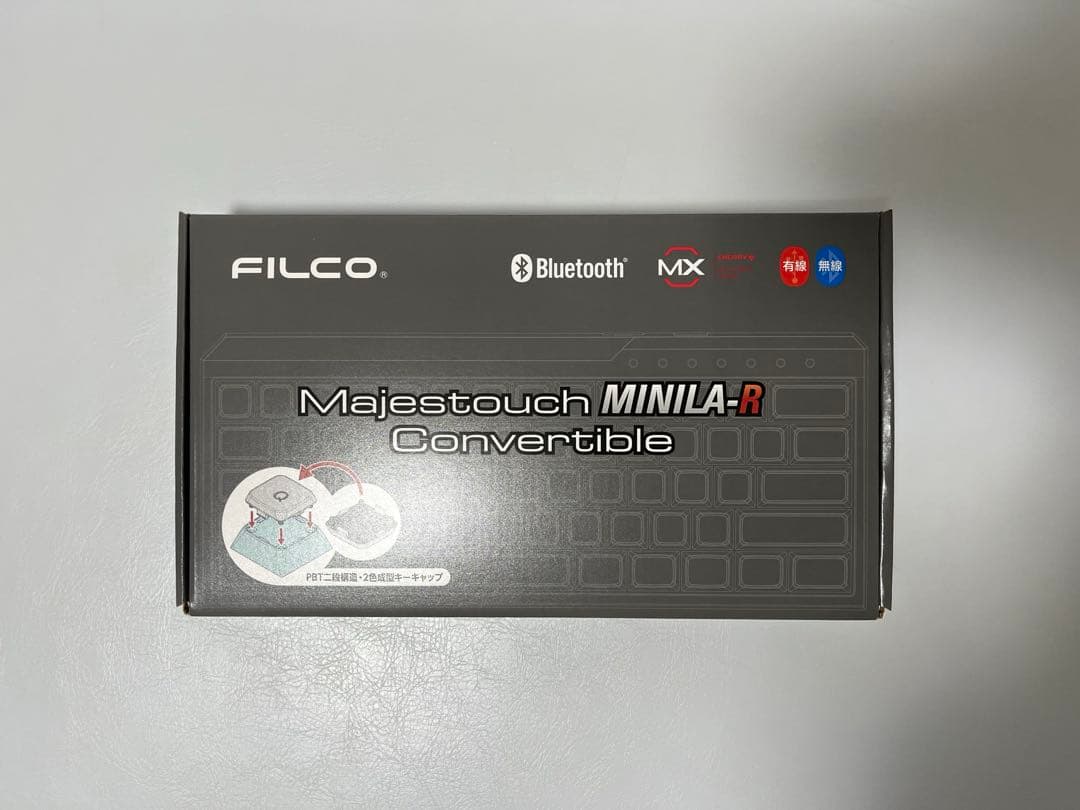 FILCO®
Bluetooth®
MX
CHERRY
有線
無線
Majestouch MINILA-R
Convertible
PBT二段構造・2色成型キーキャップ